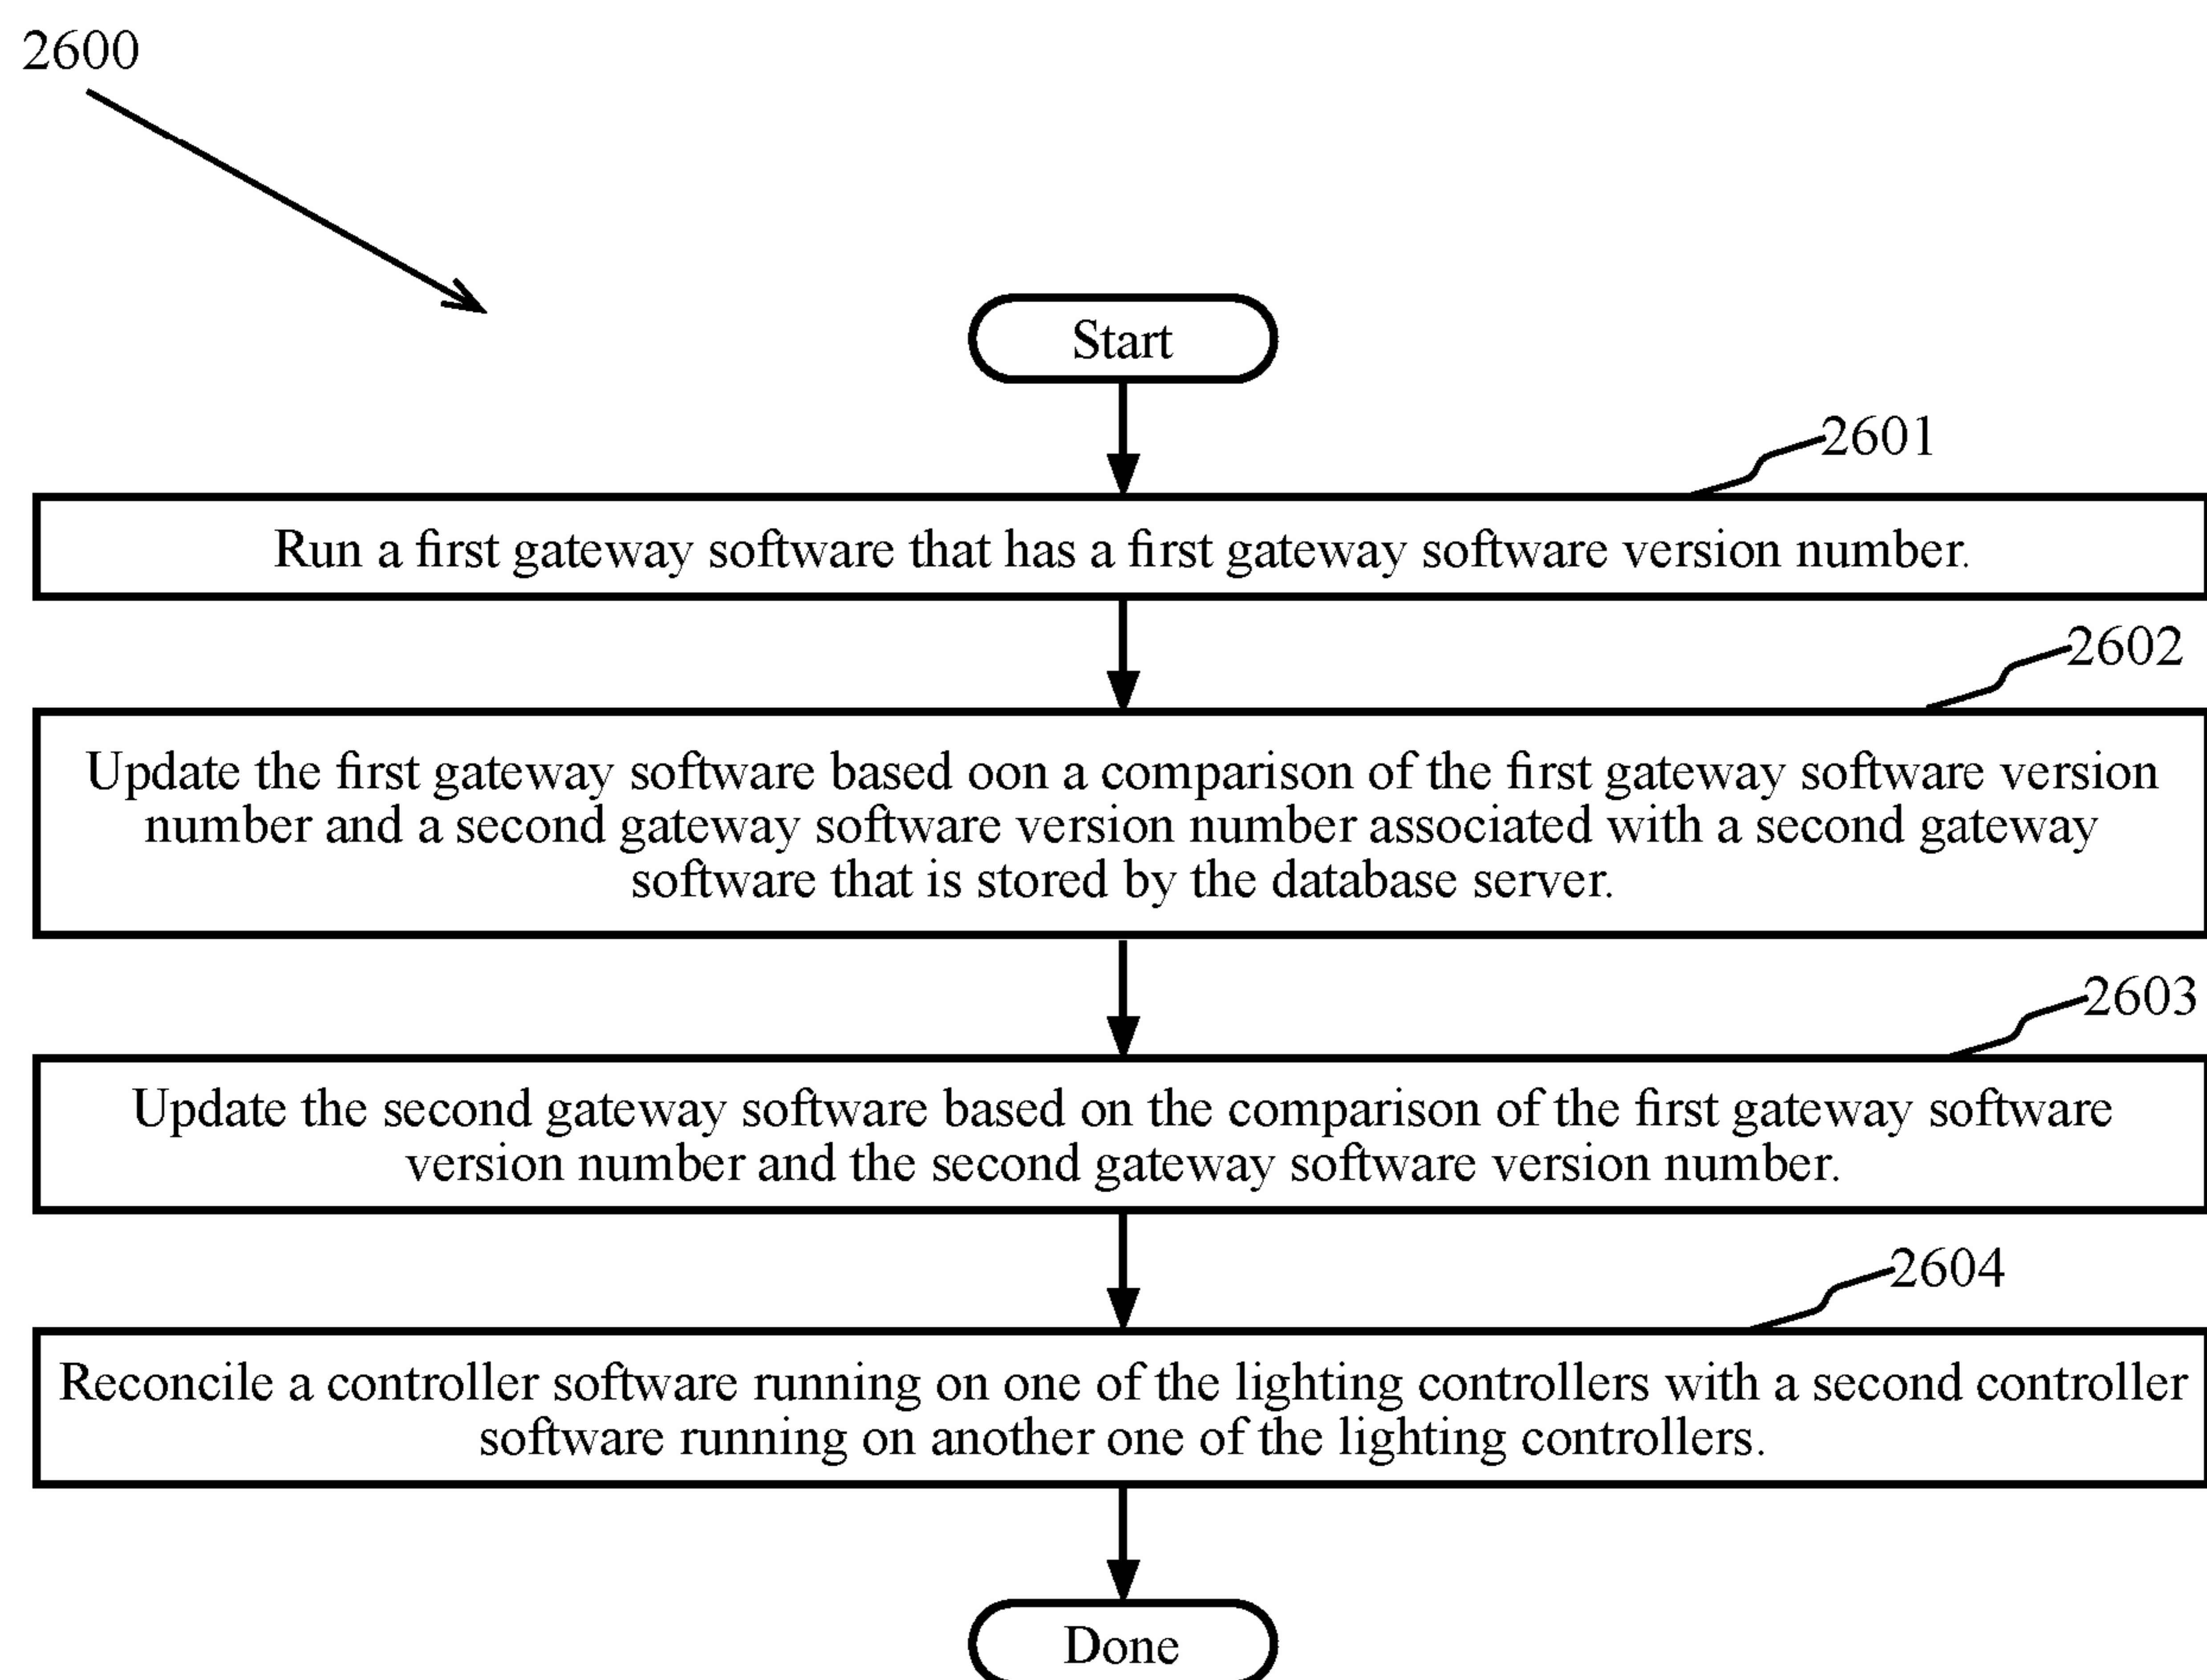 2600
Start
2601
Run a first gateway software that has a first gateway software version number.
2602
Update the first gateway software based oon a comparison of the first gateway software version
number and a second gateway software version number associated with a second gateway
software that is stored by the database server.
2603
Update the second gateway software based on the comparison of the first gateway software
version number and the second gateway software version number.
2604
Reconcile a controller software running on one of the lighting controllers with a second controller
software running on another one of the lighting controllers.
Done